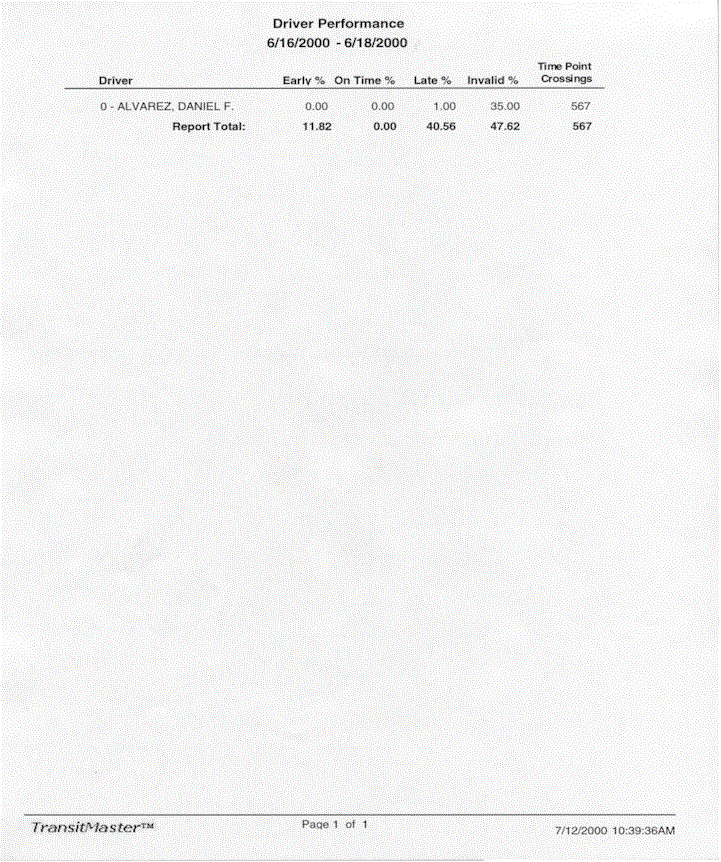 Driver Performance
6/16/2000 - 6/18/2000
Driver Early % On Time % Late % Invalid % Time Point Crossings
0 - ALVAREZ, DANIEL F. 0.00 0.00 1.00 35.00 567
Report Total: 11.82 0.00 40.56 47.62 567
TransitMaster™ Page 1 of 1 7/12/2000 10:39:36AM